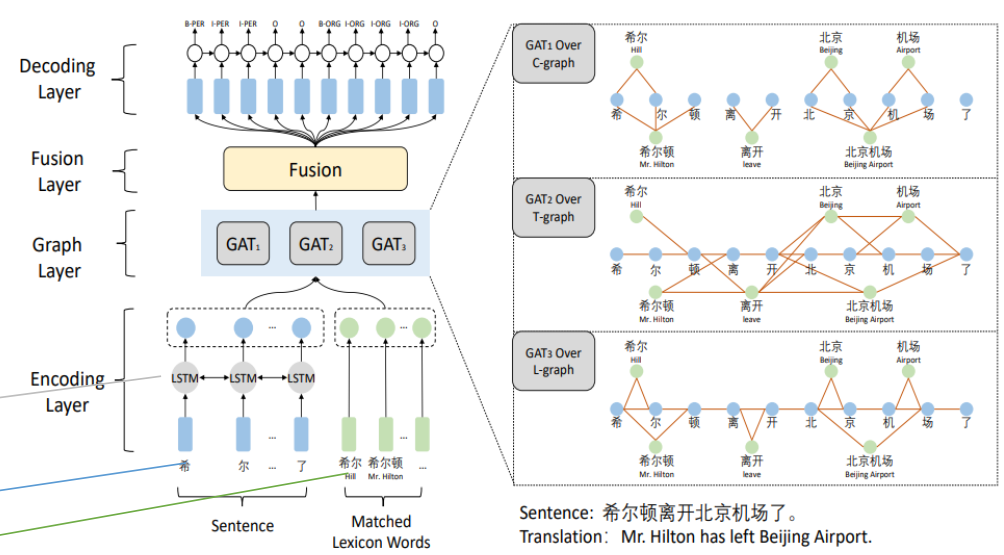 B-PER I-PER I-PER O O B-ORG I-ORG I-ORG I-ORG O
Decoding
Layer
Fusion
Layer
Fusion
Graph
Layer
GAT1 GAT2 GAT3
Encoding
Layer
... ...
LSTM LSTM LSTM
... ...
希 尔 ... 了 希尔 希尔顿 ...
Hill Mr. Hilton
Sentence
Matched
Lexicon Words
GAT1 Over
C-graph
希尔 北京 机场
Hill Beijing Airport
希 尔 顿 离 开 北 京 机 场 了
希尔顿 离开 北京机场
Mr. Hilton leave Beijing Airport
GAT2 Over
T-graph
希尔 北京 机场
Hill Beijing Airport
希 尔 顿 离 开 北 京 机 场 了
希尔顿 离开 北京机场
Mr. Hilton leave Beijing Airport
GAT3 Over
L-graph
希尔 北京 机场
Hill Beijing Airport
希 尔 顿 离 开 北 京 机 场 了
希尔顿 离开 北京机场
Mr. Hilton leave Beijing Airport
Sentence: 希尔顿离开北京机场了。
Translation: Mr. Hilton has left Beijing Airport.